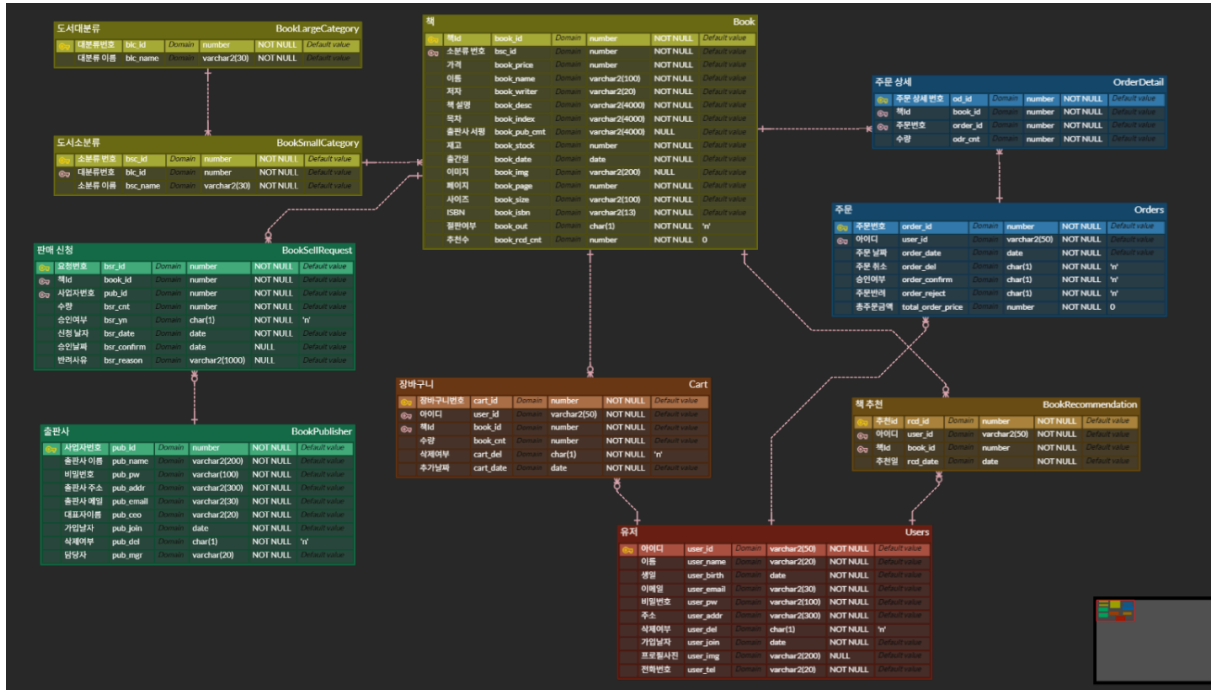 도서대분류 BookLargeCategory
대분류번호 blc_id Domain number NOT NULL Default value
대분류 이름 blc_name Domain varchar2(30) NOT NULL Default value
도서소분류 BookSmallCategory
소분류 번호 bsc_id Domain number NOT NULL Default value
대분류번호 blc_id Domain number NOT NULL Default value
소분류 이름 bsc_name Domain varchar2(30) NOT NULL Default value
책 Book
책Id book_id Domain number NOT NULL Default value
소분류 번호 bsc_id Domain number NOT NULL Default value
가격 book_price Domain number NOT NULL Default value
이름 book_name Domain varchar2(100) NOT NULL Default value
저자 book_writer Domain varchar2(20) NOT NULL Default value
책 설명 book_desc Domain varchar2(4000) NOT NULL Default value
목차 book_index Domain varchar2(4000) NOT NULL Default value
출판사 서평 book_pub_cmt Domain varchar2(4000) NULL Default value
재고 book_stock Domain number NOT NULL Default value
출간일 book_date Domain date NOT NULL Default value
이미지 book_img Domain varchar2(200) NULL Default value
페이지 book_page Domain number NOT NULL Default value
사이즈 book_size Domain varchar2(100) NOT NULL Default value
ISBN book_isbn Domain varchar2(13) NOT NULL Default value
절판여부 book_out Domain char(1) NOT NULL 'n'
추천수 book_rcd_cnt Domain number NOT NULL 0
주문 상세 OrderDetail
주문 상세 번호 od_id Domain number NOT NULL Default value
책Id book_id Domain number NOT NULL Default value
주문번호 order_id Domain number NOT NULL Default value
수량 odr_cnt Domain number NOT NULL Default value
주문 Orders
주문번호 order_id Domain number NOT NULL Default value
아이디 user_id Domain varchar2(50) NOT NULL Default value
주문 날짜 order_date Domain date NOT NULL Default value
주문 취소 order_del Domain char(1) NOT NULL 'n'
승인여부 order_confirm Domain char(1) NOT NULL 'n'
주문반려 order_reject Domain char(1) NOT NULL 'n'
총주문금액 total_order_price Domain number NOT NULL 0
판매 신청 BookSellRequest
요청번호 bsr_id Domain number NOT NULL Default value
책Id book_id Domain number NOT NULL Default value
사업자번호 pub_id Domain number NOT NULL Default value
수량 bsr_cnt Domain number NOT NULL Default value
승인여부 bsr_yn Domain char(1) NOT NULL 'n'
신청 날자 bsr_date Domain date NOT NULL Default value
승인날짜 bsr_confirm Domain date NULL Default value
반려사유 bsr_reason Domain varchar2(1000) NULL Default value
출판사 BookPublisher
사업자번호 pub_id Domain number NOT NULL Default value
출판사 이름 pub_name Domain varchar2(200) NOT NULL Default value
비밀번호 pub_pw Domain varchar(100) NOT NULL Default value
출판사 주소 pub_addr Domain varchar2(300) NOT NULL Default value
출판사 메일 pub_email Domain varchar2(30) NOT NULL Default value
대표자이름 pub_ceo Domain varchar2(20) NOT NULL Default value
가입날자 pub_join Domain date NOT NULL Default value
삭제여부 pub_del Domain char(1) NOT NULL 'n'
담당자 pub_mgr Domain varchar(20) NOT NULL Default value
장바구니 Cart
장바구니번호 cart_id Domain number NOT NULL Default value
아이디 user_id Domain varchar2(50) NOT NULL Default value
책Id book_id Domain number NOT NULL Default value
수량 book_cnt Domain number NOT NULL Default value
삭제여부 cart_del Domain char(1) NOT NULL 'n'
추가날짜 cart_date Domain date NOT NULL Default value
책 추천 BookRecommendation
추천Id rcd_id Domain number NOT NULL Default value
아이디 user_id Domain varchar2(50) NOT NULL Default value
책Id book_id Domain number NOT NULL Default value
추천일 rcd_date Domain date NOT NULL Default value
유저 Users
아이디 user_id Domain varchar2(50) NOT NULL Default value
이름 user_name Domain varchar2(20) NOT NULL Default value
생일 user_birth Domain date NOT NULL Default value
이메일 user_email Domain varchar2(30) NOT NULL Default value
비밀번호 user_pw Domain varchar2(100) NOT NULL Default value
주소 user_addr Domain varchar2(300) NOT NULL Default value
삭제여부 user_del Domain char(1) NOT NULL 'n'
가입날자 user_join Domain date NOT NULL Default value
프로필사진 user_img Domain varchar2(200) NULL Default value
전화번호 user_tel Domain varchar2(20) NOT NULL Default value